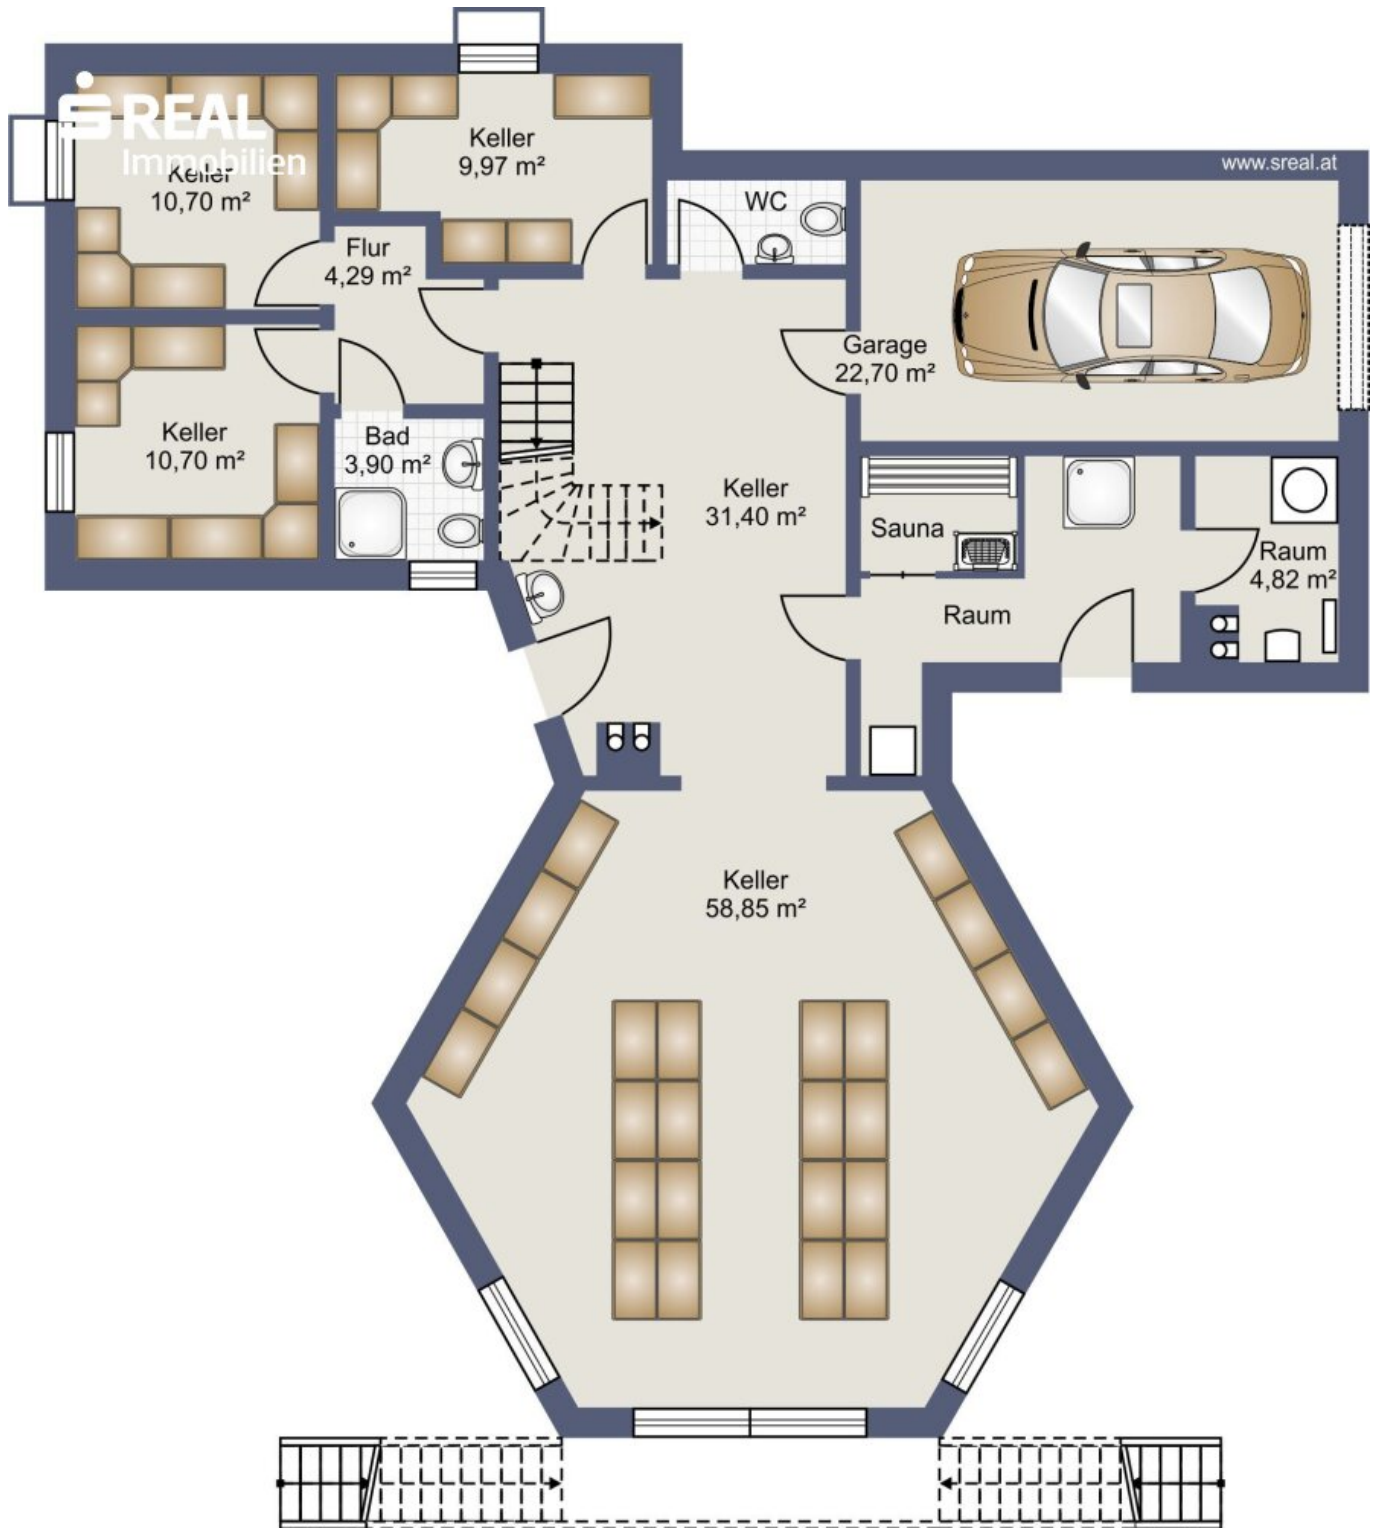 REAL
Immobilien
www.sreal.at
Keller
9,97 m²
Keller
10,70 m²
WC
Flur
4,29 m²
Garage
22,70 m²
Keller
10,70 m²
Bad
3,90 m²
Keller
31,40 m²
Sauna
Raum
4,82 m²
Raum
Keller
58,85 m²